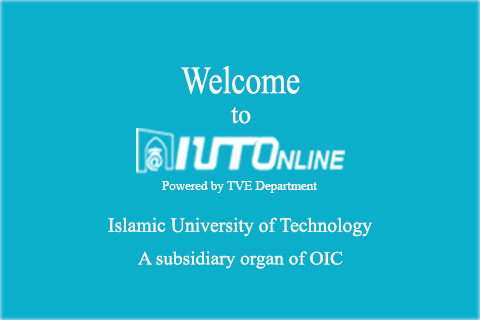 Welcome
to
IUTONLINE
Powered by TVE Department
Islamic University of Technology
A subsidiary organ of OIC